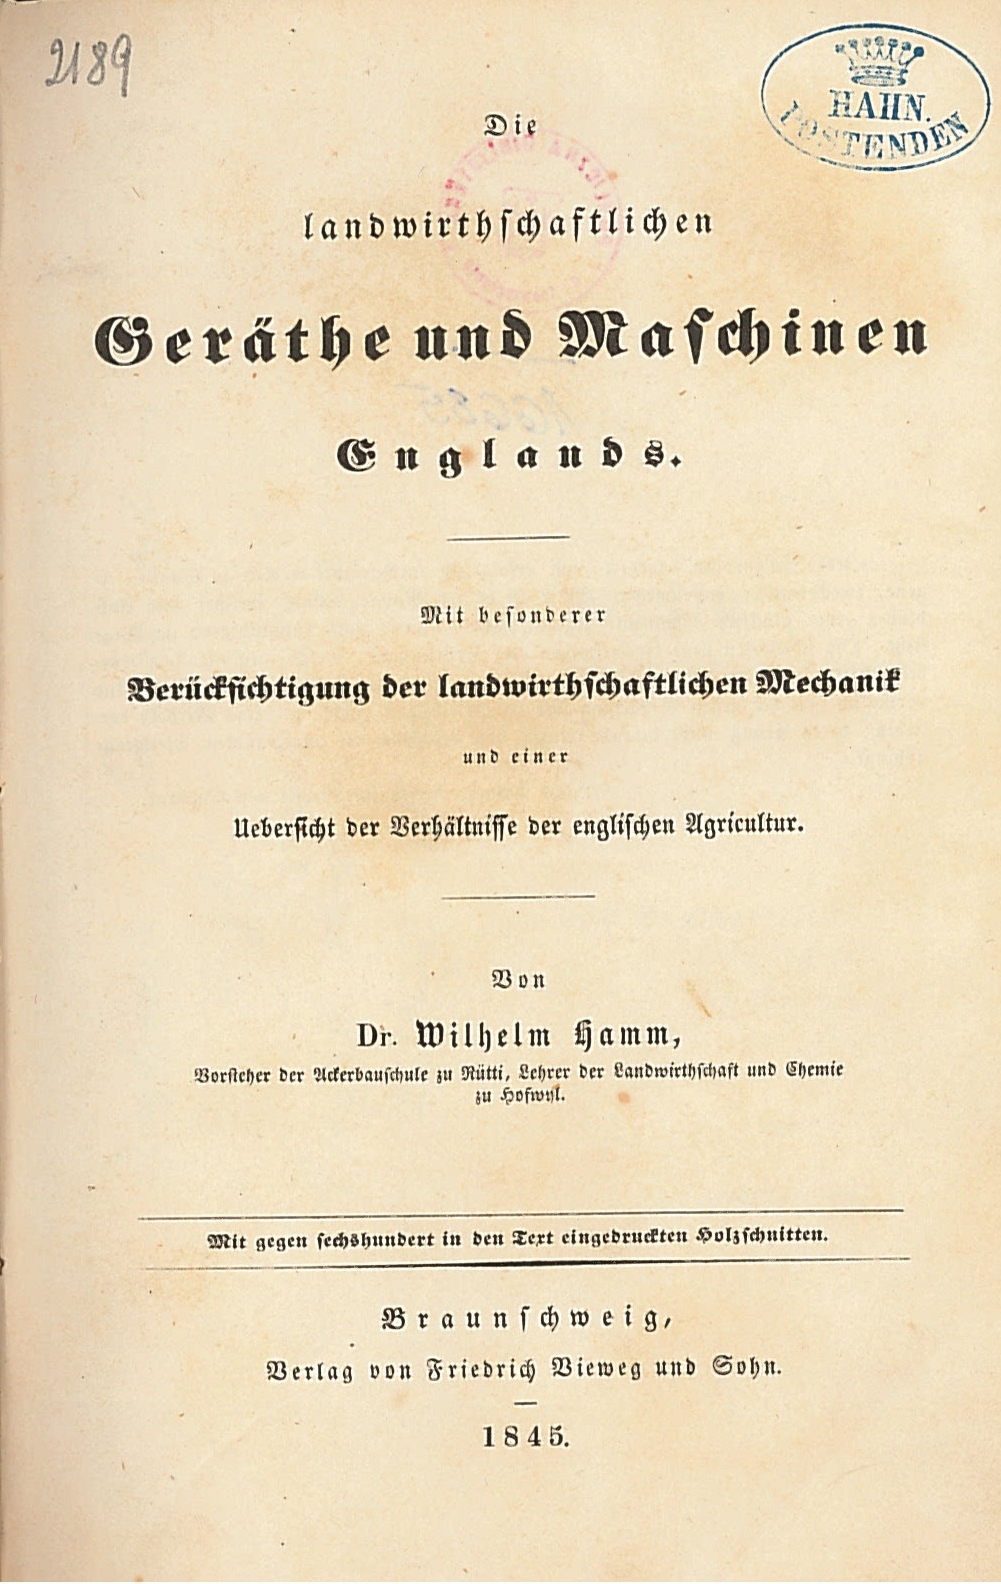 2189
HAHN.
POSTENDEN
Die
landwirthschaftlichen
Geräthe und Maschinen
Englands.
Mit besonderer
Berücksichtigung der landwirthschaftlichen Mechanik
und einer
Uebersicht der Verhältnisse der englischen Agricultur.
Von
Dr. Wilhelm Hamm,
Vorsteher der Ackerbauschule zu Rütti, Lehrer der Landwirthschaft und Chemie
zu Hofwyl.
Mit gegen sechshundert in den Text eingedruckten Holzschnitten.
Braunschweig,
Verlag von Friedrich Vieweg und Sohn.
1845.